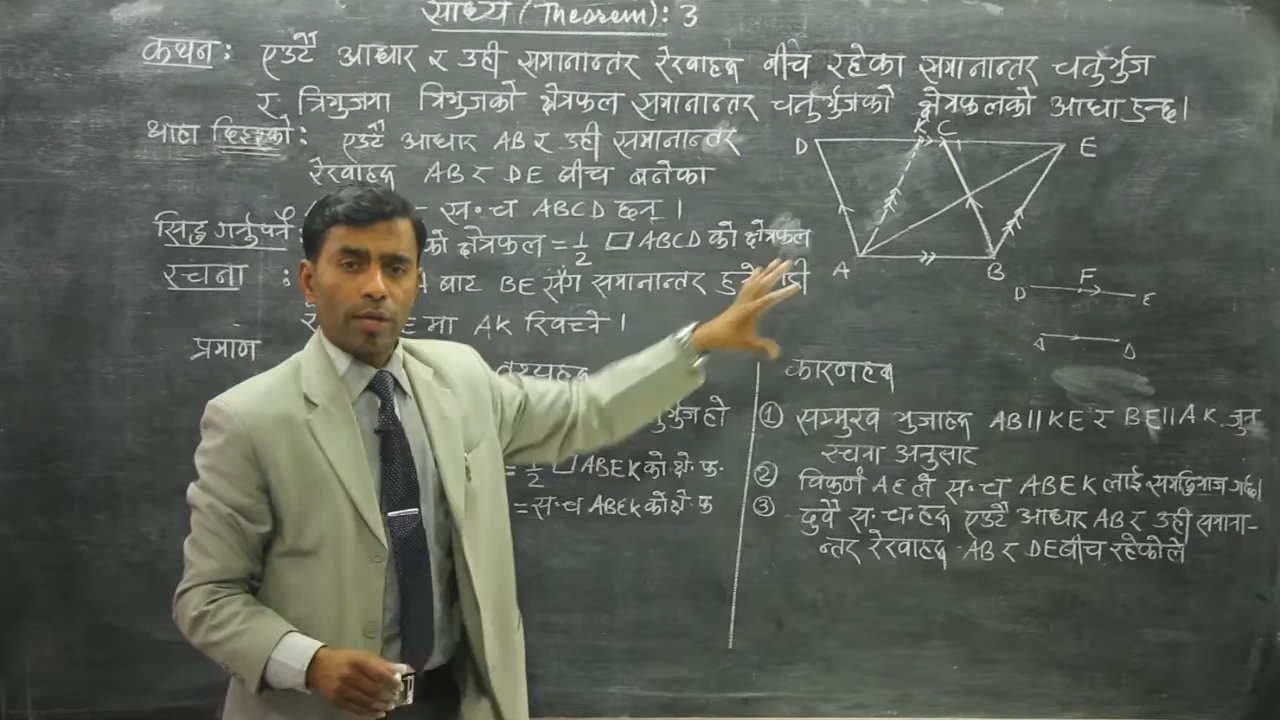 साध्य (Theorem): 3
कथन: एउटै आधार र उही समानान्तर रेखाहरू बीच रहेका समानान्तर चतुर्भुज
र त्रिभुजमा त्रिभुजको क्षेत्रफल समानान्तर चतुर्भुजको क्षेत्रफलको आधा हुन्छ।
थाहा दिइएको: एउटै आधार AB र उही समानान्तर
रेखाहरू AB र DE बीच बनेका
स॰च ABCD छन्।
सिद्ध गर्नुपर्ने को क्षेत्रफल = 1/2 □ ABCD को क्षेत्रफल
रचना : बाट BE सँग समानान्तर हुने
मा AK खिच्ने।
प्रमाण
तथ्यहरू
र्भुज हो
= 1/2 □ ABEK को क्षे॰ फ॰
= स॰च ABEK को क्षे॰ फ
कारणहरू
① सम्मुख भुजाहरू AB||KE र BE||AK जुन
रचना अनुसार
② विकर्ण AE ले स॰च ABEK लाई समद्विभाज गर्छ।
③ दुवै स॰च॰हरू एउटै आधार AB र उही समाना-
न्तर रेखाहरू AB र DE बीच रहेकोले
D K C E
A B
D F E
A